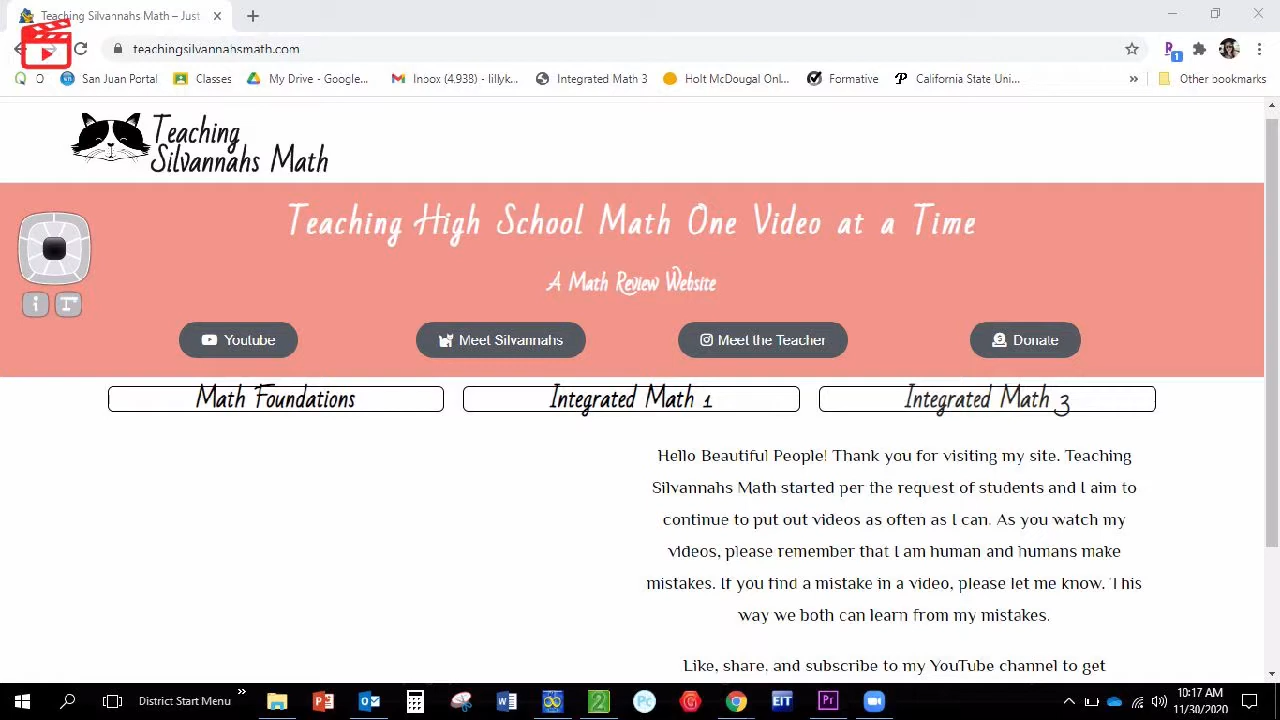 Teaching Silvannahs Math – Just
teachingsilvannahsmath.com
1
San Juan Portal
Classes
My Drive - Google...
Inbox (4,938) - lillyk...
Integrated Math 3
Holt McDougal Onl...
Formative
California State Uni...
»
Other bookmarks
Teaching
Silvannahs Math
Teaching High School Math One Video at a Time
A Math Review Website
Youtube
Meet Silvannahs
Meet the Teacher
Donate
Math Foundations
Integrated Math 1
Integrated Math 3
Hello Beautiful People! Thank you for visiting my site. Teaching
Silvannahs Math started per the request of students and I aim to
continue to put out videos as often as I can. As you watch my
videos, please remember that I am human and humans make
mistakes. If you find a mistake in a video, please let me know. This
way we both can learn from my mistakes.
Like, share, and subscribe to my YouTube channel to get
District Start Menu
»
EIT
Pr
10:17 AM
11/30/2020